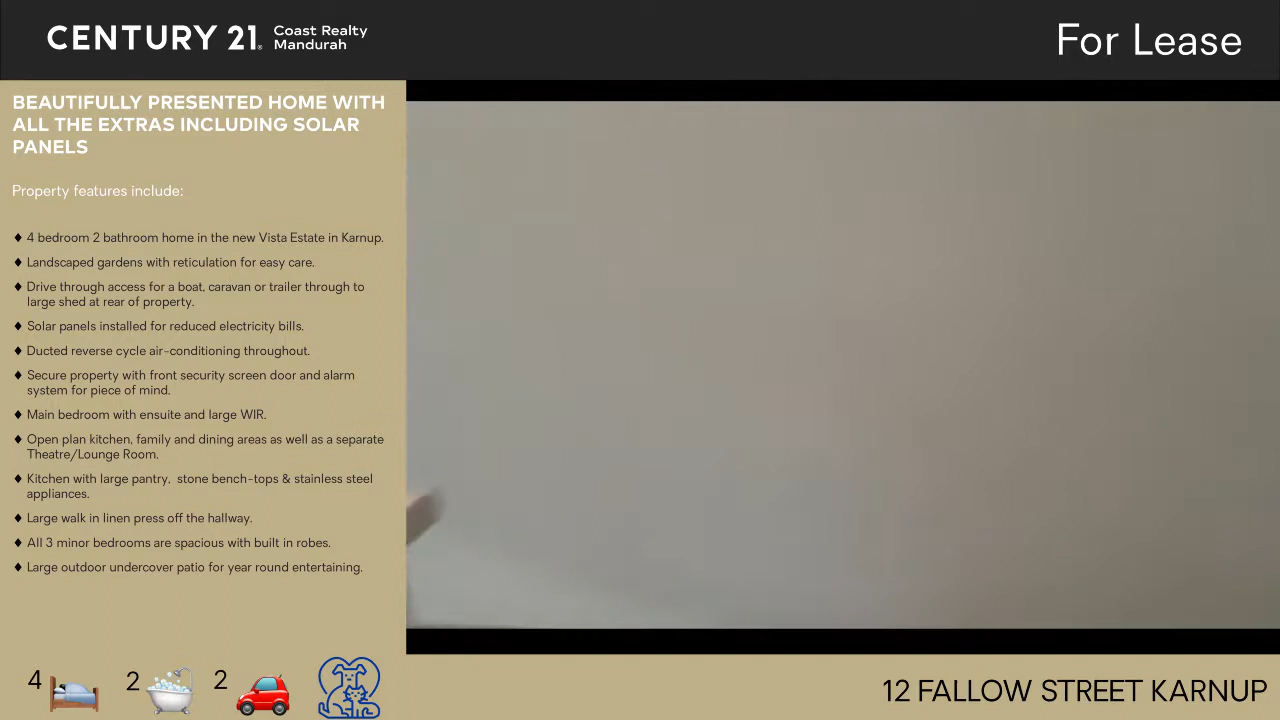 CENTURY 21® Coast Realty
Mandurah
For Lease
BEAUTIFULLY PRESENTED HOME WITH
ALL THE EXTRAS INCLUDING SOLAR
PANELS
Property features include:
♦ 4 bedroom 2 bathroom home in the new Vista Estate in Karnup.
♦ Landscaped gardens with reticulation for easy care.
♦ Drive through access for a boat, caravan or trailer through to
large shed at rear of property.
♦ Solar panels installed for reduced electricity bills.
♦ Ducted reverse cycle air-conditioning throughout.
♦ Secure property with front security screen door and alarm
system for piece of mind.
♦ Main bedroom with ensuite and large WIR.
♦ Open plan kitchen, family and dining areas as well as a separate
Theatre/Lounge Room.
♦ Kitchen with large pantry,  stone bench-tops & stainless steel
appliances.
♦ Large walk in linen press off the hallway.
♦ All 3 minor bedrooms are spacious with built in robes.
♦ Large outdoor undercover patio for year round entertaining.
4 2 2
12 FALLOW STREET KARNUP